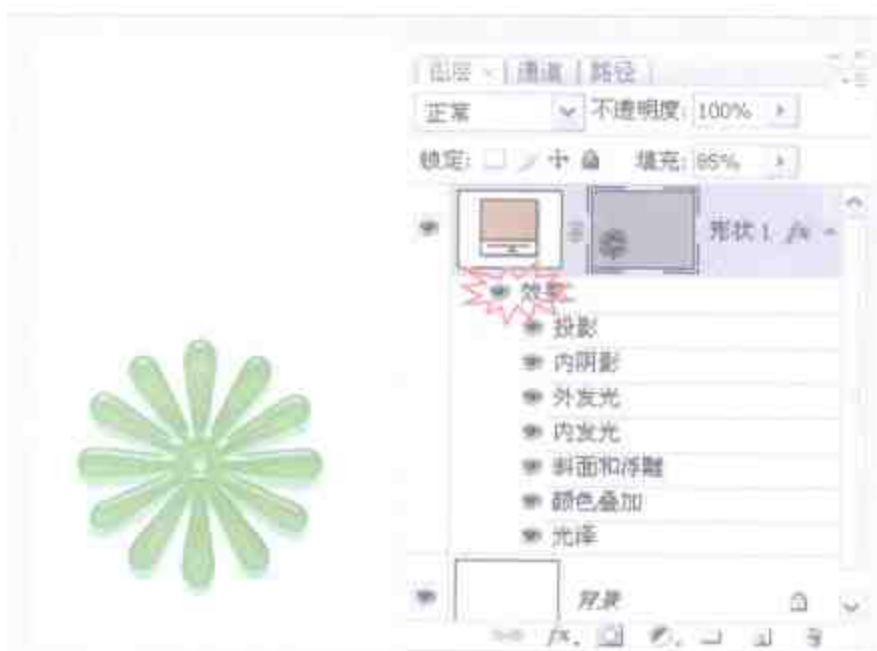 图层 × 通道 路径
正常 不透明度: 100%
锁定: 填充: 85%
形状 1 fx
效果
投影
内阴影
外发光
内发光
斜面和浮雕
颜色叠加
光泽
背景
fx.